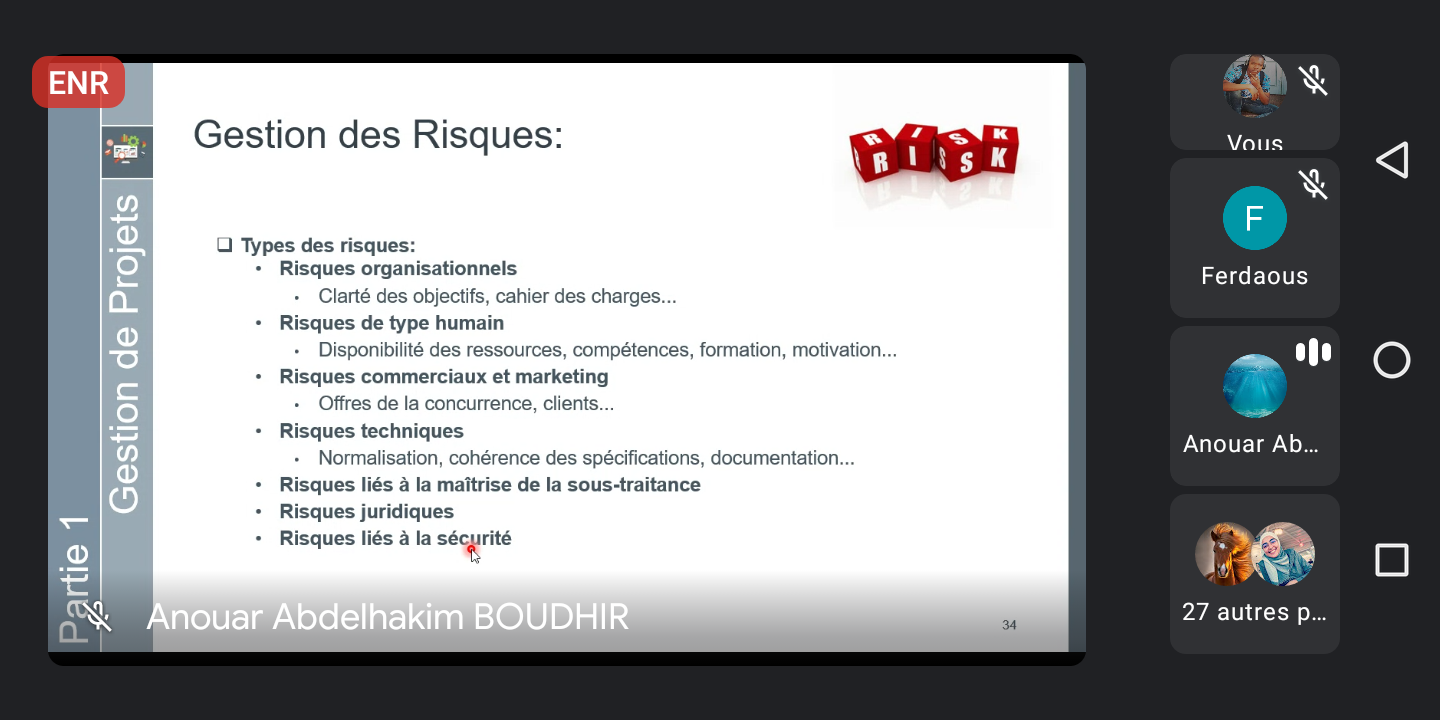 ENR
Partie 1
Gestion de Projets
Gestion des Risques:
RISK
RISK
❑ Types des risques:
• Risques organisationnels
• Clarté des objectifs, cahier des charges...
• Risques de type humain
• Disponibilité des ressources, compétences, formation, motivation...
• Risques commerciaux et marketing
• Offres de la concurrence, clients...
• Risques techniques
• Normalisation, cohérence des spécifications, documentation...
• Risques liés à la maîtrise de la sous-traitance
• Risques juridiques
• Risques liés à la sécurité
Anouar Abdelhakim BOUDHIR
34
Vous
F
Ferdaous
Anouar Ab...
27 autres p...